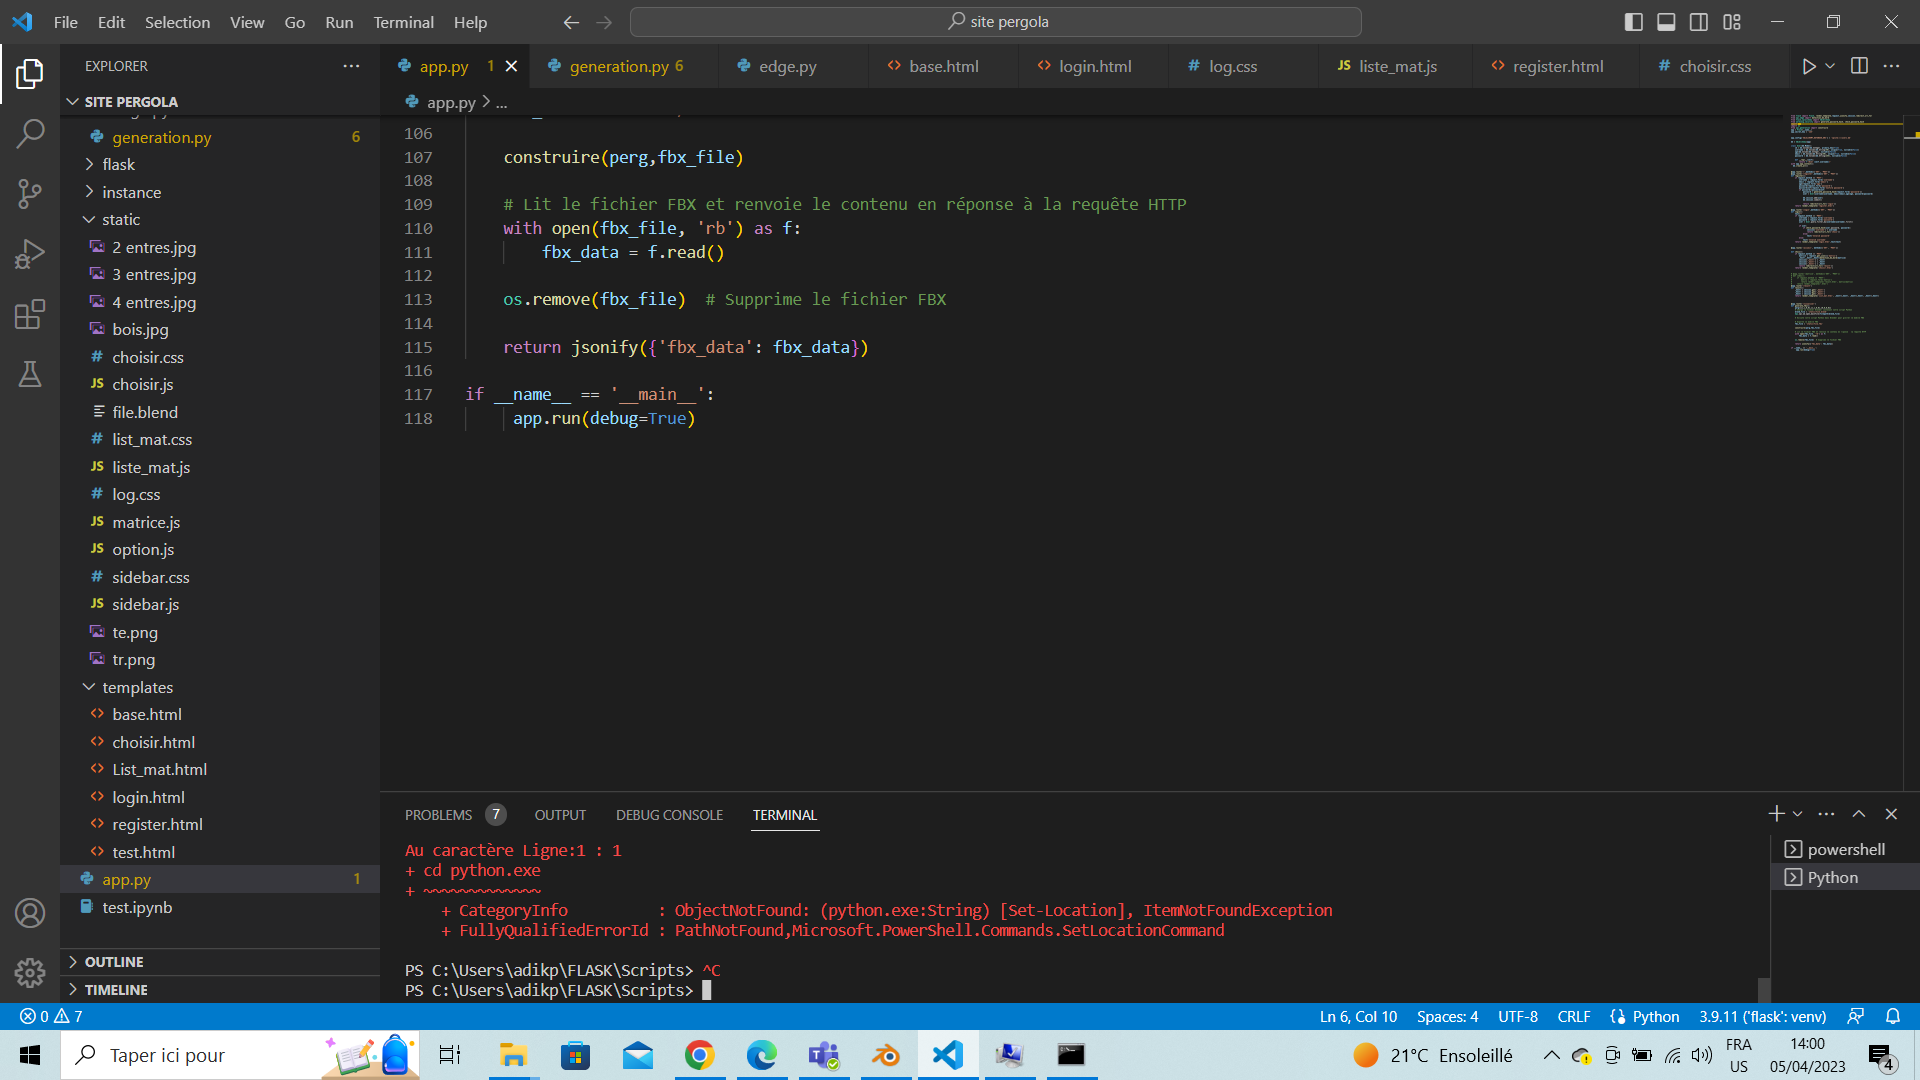 File Edit Selection View Go Run Terminal Help
site pergola
EXPLORER
SITE PERGOLA
generation.py 6
flask
instance
static
2 entres.jpg
3 entres.jpg
4 entres.jpg
bois.jpg
choisir.css
choisir.js
file.blend
list_mat.css
liste_mat.js
log.css
matrice.js
option.js
sidebar.css
sidebar.js
te.png
tr.png
templates
base.html
choisir.html
List_mat.html
login.html
register.html
test.html
app.py 1
test.ipynb
OUTLINE
TIMELINE
app.py 1 generation.py 6 edge.py base.html login.html log.css JS liste_mat.js register.html choisir.css
app.py > ...
106
107 construire(perg,fbx_file)
108
109 # Lit le fichier FBX et renvoie le contenu en réponse à la requête HTTP
110 with open(fbx_file, 'rb') as f:
111 fbx_data = f.read()
112
113 os.remove(fbx_file)  # Supprime le fichier FBX
114
115 return jsonify({'fbx_data': fbx_data})
116
117 if __name__ == '__main__':
118 app.run(debug=True)
PROBLEMS 7 OUTPUT DEBUG CONSOLE TERMINAL
Au caractère Ligne:1 : 1
+ cd python.exe
+ ~~~~~~~~~~~~~
+ CategoryInfo          : ObjectNotFound: (python.exe:String) [Set-Location], ItemNotFoundException
+ FullyQualifiedErrorId : PathNotFound,Microsoft.PowerShell.Commands.SetLocationCommand
PS C:\Users\adikp\FLASK\Scripts> ^C
PS C:\Users\adikp\FLASK\Scripts>
powershell
Python
0 7 Ln 6, Col 10 Spaces: 4 UTF-8 CRLF Python 3.9.11 ('flask': venv)
Taper ici pour
21°C Ensoleillé
FRA
US
14:00
05/04/2023
4